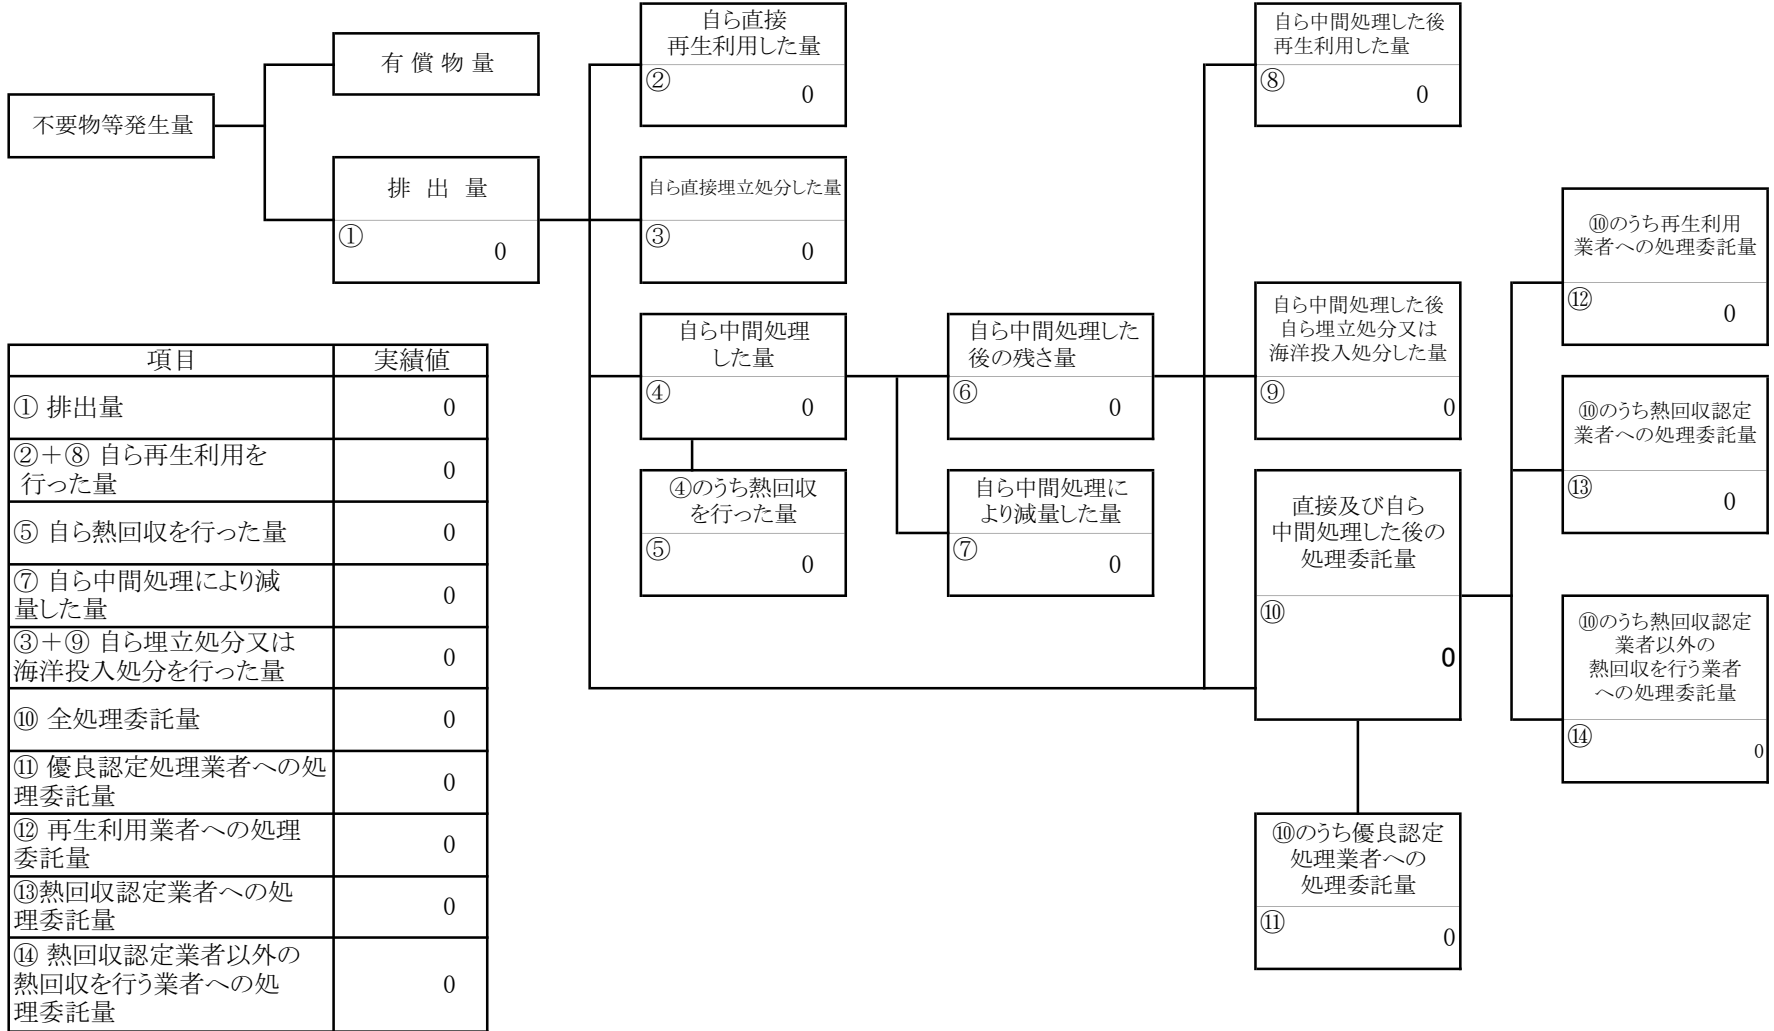 不要物等発生量
有 償 物 量
排 出 量
①
0
自ら直接
再生利用した量
②
0
自ら直接埋立処分した量
③
0
自ら中間処理
した量
④
0
④のうち熱回収
を行った量
⑤
0
自ら中間処理した
後の残さ量
⑥
0
自ら中間処理に
より減量した量
⑦
0
自ら中間処理した後
再生利用した量
⑧
0
自ら中間処理した後
自ら埋立処分又は
海洋投入処分した量
⑨
0
直接及び自ら
中間処理した後の
処理委託量
⑩
0
⑩のうち優良認定
処理業者への
処理委託量
⑪
0
⑩のうち再生利用
業者への処理委託量
⑫
0
⑩のうち熱回収認定
業者への処理委託量
⑬
0
⑩のうち熱回収認定
業者以外の
熱回収を行う業者
への処理委託量
⑭
0
項目 実績値
① 排出量 0
②＋⑧ 自ら再生利用を
行った量 0
⑤ 自ら熱回収を行った量 0
⑦ 自ら中間処理により減
量した量 0
③＋⑨ 自ら埋立処分又は
海洋投入処分を行った量 0
⑩ 全処理委託量 0
⑪ 優良認定処理業者への処
理委託量 0
⑫ 再生利用業者への処理
委託量 0
⑬熱回収認定業者への処
理委託量 0
⑭ 熱回収認定業者以外の
熱回収を行う業者への処
理委託量 0